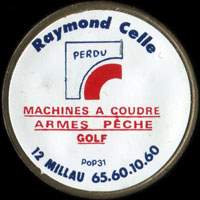 Raymond Celle
PERDU
MACHINES A COUDRE
ARMES PÊCHE
GOLF
PoP31
12 MILLAU 65.60.10.60